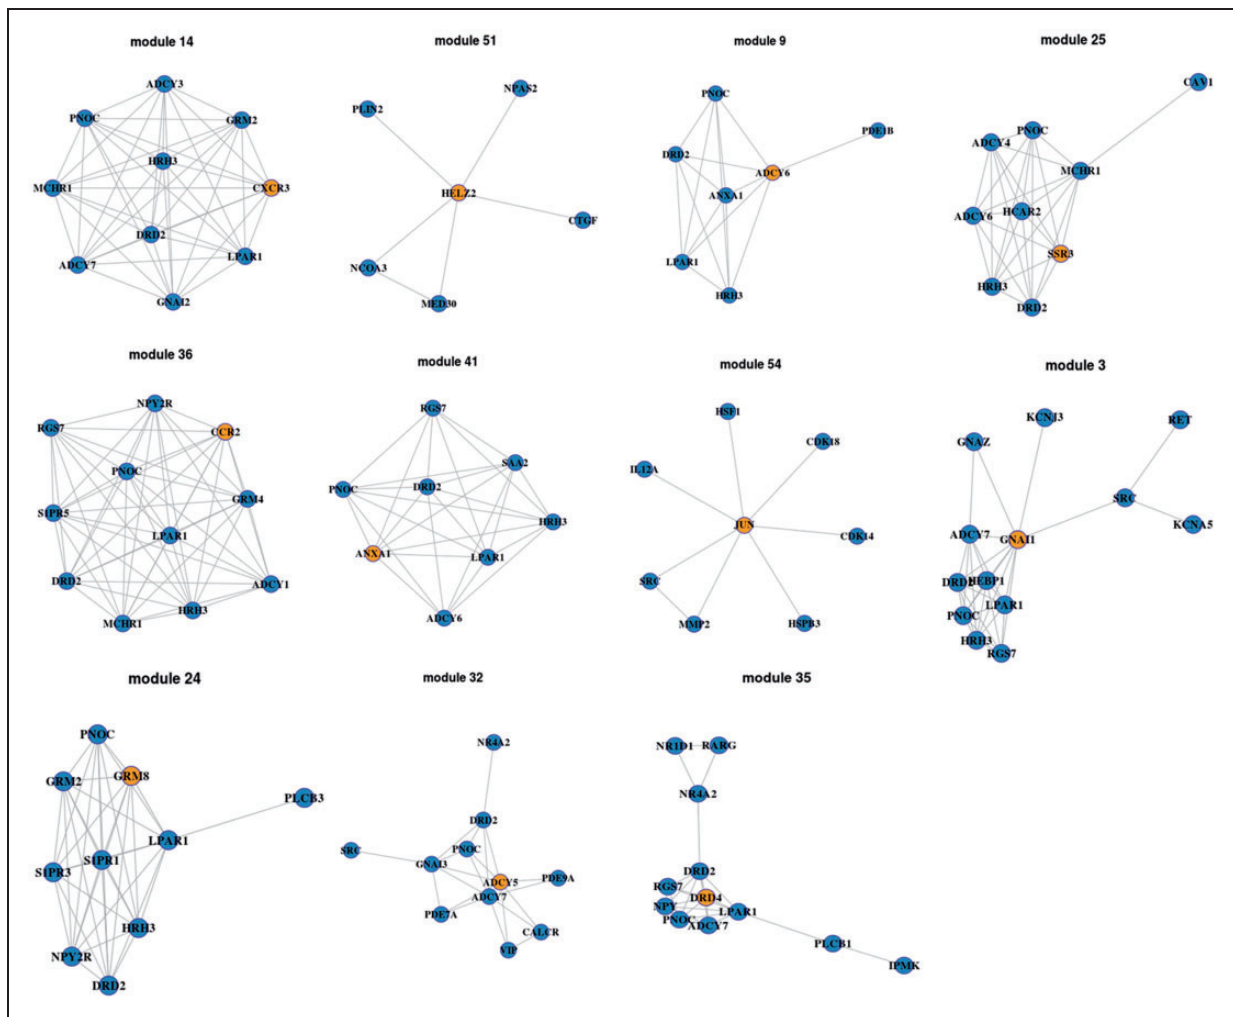 module 14
ADCY3
PNOC
GRM2
HRH3
MCHR1
CXCR3
DRD2
LPAR1
ADCY7
GNAI2
module 51
NPAS2
PLIN2
HELZ2
CTGF
NCOA3
MED30
module 9
PNOC
PDE1B
DRD2
ADCY6
ANXA1
LPAR1
HRH3
module 25
CAV1
PNOC
ADCY4
MCHR1
HCAR2
ADCY6
SSR3
HRH3
DRD2
module 36
NPY2R
RGS7
CCR2
PNOC
GRM4
S1PR5
LPAR1
DRD2
ADCY1
HRH3
MCHR1
module 41
RGS7
SAA2
PNOC
DRD2
HRH3
ANXA1
LPAR1
ADCY6
module 54
HSF1
CDK18
IL12A
JUN
CDK14
SRC
MMP2
HSPB3
module 3
KCNJ3
RET
GNAZ
SRC
KCNA5
ADCY7
GNAI1
DRD2
HEBP1
LPAR1
PNOC
HRH3
RGS7
module 24
PNOC
GRM8
GRM2
PLCB3
LPAR1
S1PR1
S1PR3
HRH3
NPY2R
DRD2
module 32
NR4A2
DRD2
SRC
PNOC
GNAI3
ADCY5
PDE9A
ADCY7
PDE7A
CALCR
VIP
module 35
NR1D1
RARG
NR4A2
DRD2
RGS7
DRD4
NPY
LPAR1
PNOC
ADCY7
PLCB1
IPMK